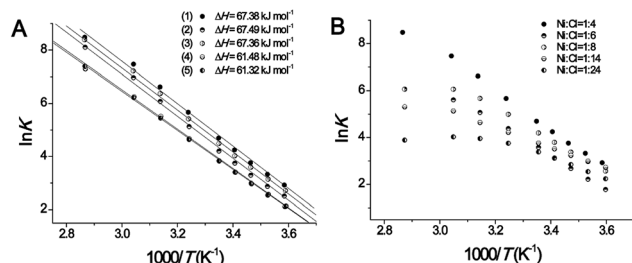 A
(1) ● ΔH = 67.38 kJ mol⁻¹
(2) ΔH = 67.49 kJ mol⁻¹
(3) ΔH = 67.36 kJ mol⁻¹
(4) ΔH = 61.48 kJ mol⁻¹
(5) ΔH = 61.32 kJ mol⁻¹
lnK
8
6
4
2
2.8 3.0 3.2 3.4 3.6
1000/T(K⁻¹)
B
Ni:Cl=1:4
Ni:Cl=1:6
Ni:Cl=1:8
Ni:Cl=1:14
Ni:Cl=1:24
lnK
8
6
4
2
2.8 3.0 3.2 3.4 3.6
1000/T(K⁻¹)